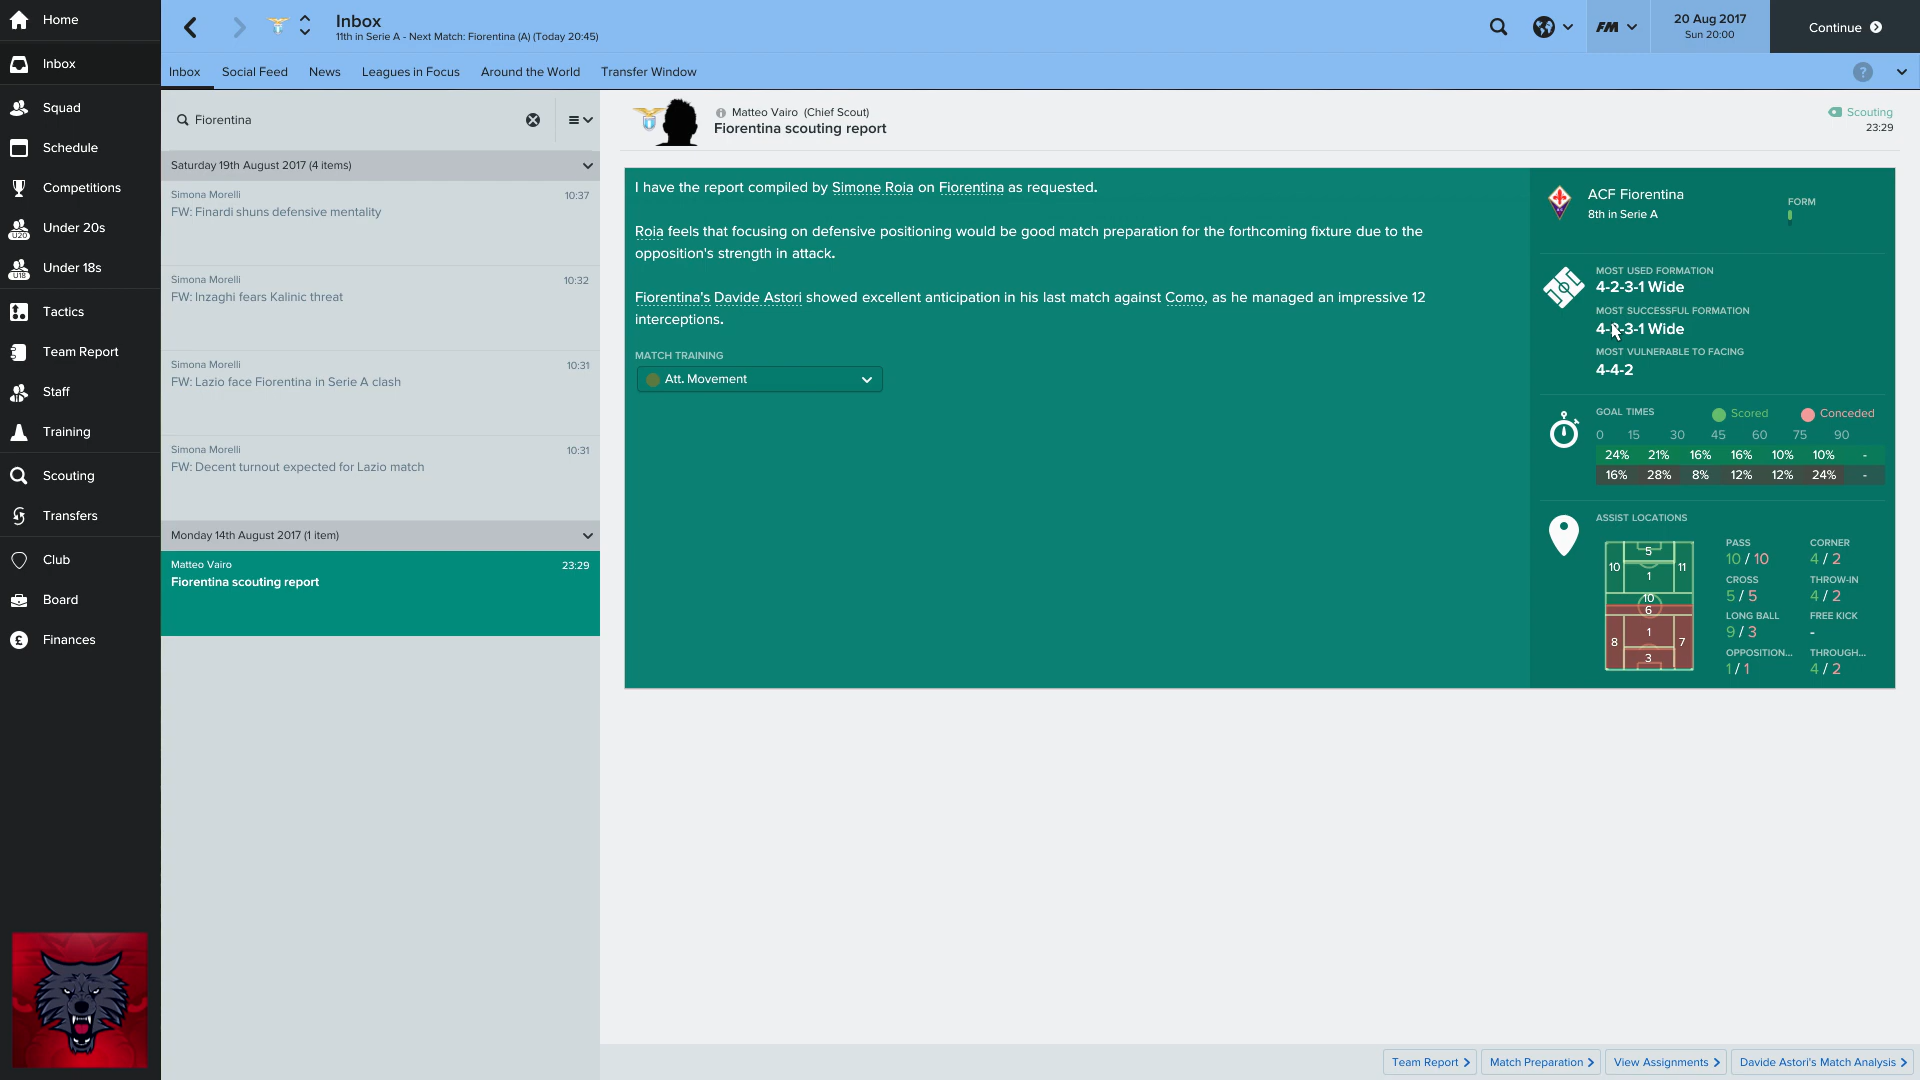 Home
Inbox
Squad
Schedule
Competitions
Under 20s
Under 18s
Tactics
Team Report
Staff
Training
Scouting
Transfers
Club
Board
Finances
Inbox
11th in Serie A - Next Match: Fiorentina (A) (Today 20:45)
FM
20 Aug 2017
Sun 20:00
Continue
Inbox Social Feed News Leagues in Focus Around the World Transfer Window
?
Fiorentina
Saturday 19th August 2017 (4 items)
Simona Morelli 10:37
FW: Finardi shuns defensive mentality
Simona Morelli 10:32
FW: Inzaghi fears Kalinic threat
Simona Morelli 10:31
FW: Lazio face Fiorentina in Serie A clash
Simona Morelli 10:31
FW: Decent turnout expected for Lazio match
Monday 14th August 2017 (1 item)
Matteo Vairo 23:29
Fiorentina scouting report
Matteo Vairo (Chief Scout)
Fiorentina scouting report
Scouting
23:29
I have the report compiled by Simone Roia on Fiorentina as requested.
Roia feels that focusing on defensive positioning would be good match preparation for the forthcoming fixture due to the
opposition's strength in attack.
Fiorentina's Davide Astori showed excellent anticipation in his last match against Como, as he managed an impressive 12
interceptions.
MATCH TRAINING
Att. Movement
ACF Fiorentina
8th in Serie A
FORM
MOST USED FORMATION
4-2-3-1 Wide
MOST SUCCESSFUL FORMATION
4-2-3-1 Wide
MOST VULNERABLE TO FACING
4-4-2
GOAL TIMES Scored Conceded
0 15 30 45 60 75 90
24% 21% 16% 16% 10% 10% -
16% 28% 8% 12% 12% 24% -
ASSIST LOCATIONS
5
10 11
1
10
6
1
8 7
3
PASS CORNER
10 / 10 4 / 2
CROSS THROW-IN
5 / 5 4 / 2
LONG BALL FREE KICK
9 / 3 -
OPPOSITION... THROUGH...
1 / 1 4 / 2
Team Report
Match Preparation
View Assignments
Davide Astori's Match Analysis